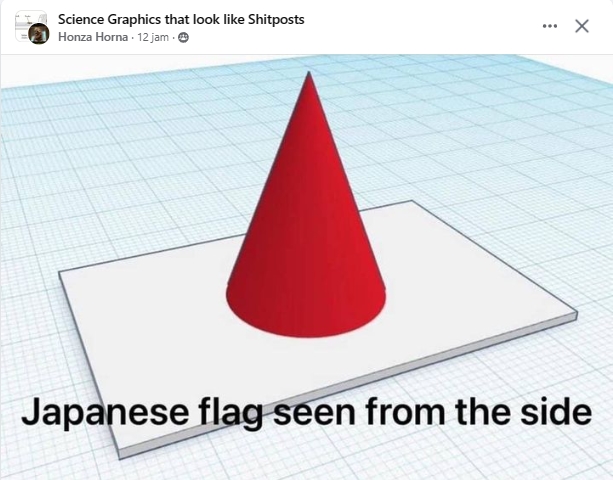 Science Graphics that look like Shitposts
Honza Horna · 12 jam ·
Japanese flag seen from the side